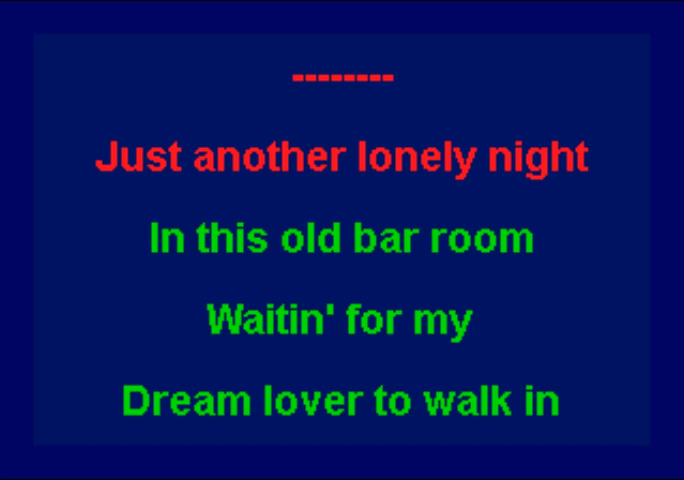 --------
Just another lonely night
In this old bar room
Waitin' for my
Dream lover to walk in